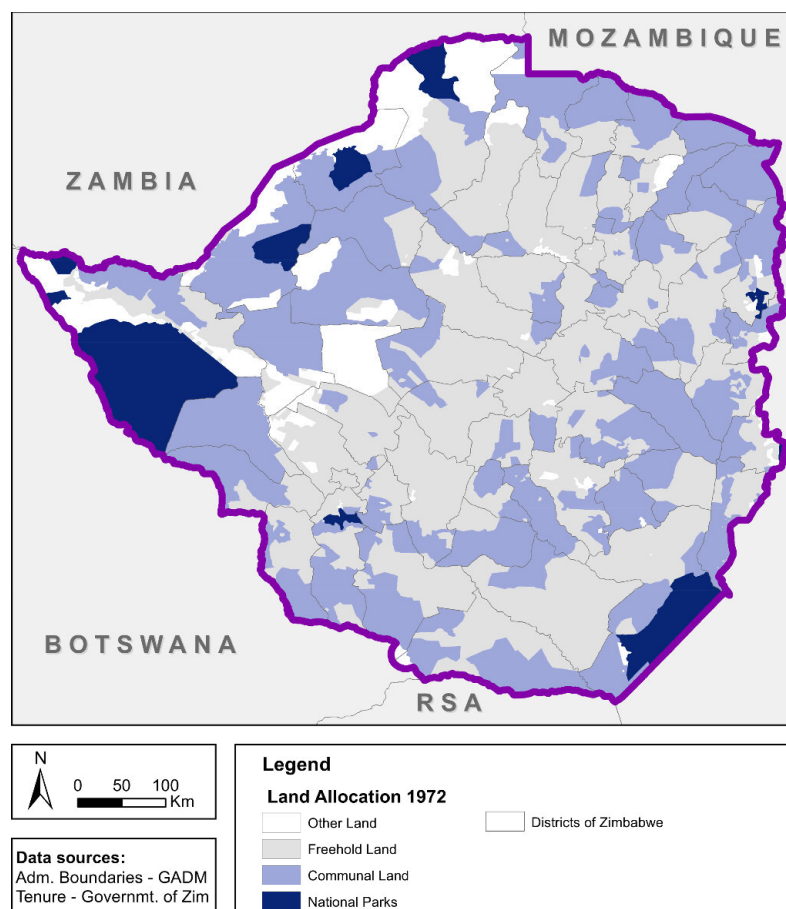 MOZAMBIQUE
ZAMBIA
BOTSWANA
RSA
N
0 50 100
Km
Data sources:
Adm. Boundaries - GADM
Tenure - Governmt. of Zim
Legend
Land Allocation 1972
Other Land
Freehold Land
Communal Land
National Parks
Districts of Zimbabwe